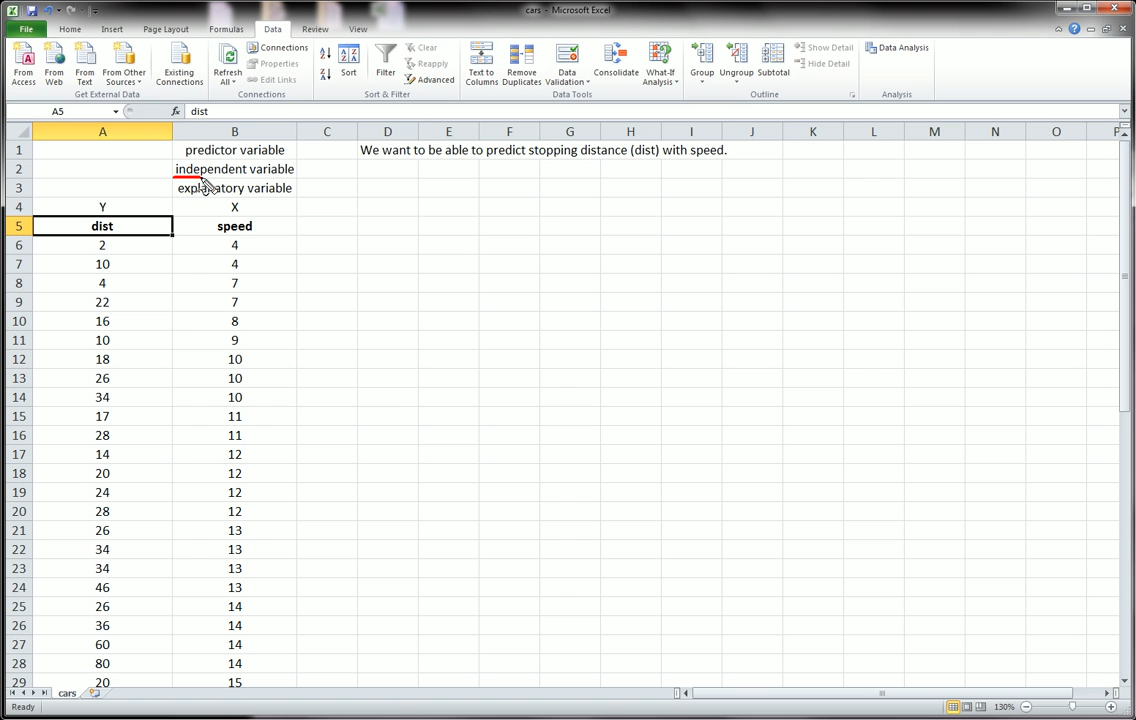 cars - Microsoft Excel
File Home Insert Page Layout Formulas Data Review View
From Access From Web From Text From Other Sources Existing Connections Refresh All Connections Properties Edit Links Sort Filter Clear Reapply Advanced Text to Columns Remove Duplicates Data Validation Consolidate What-If Analysis Group Ungroup Subtotal Show Detail Hide Detail Data Analysis
Get External Data Connections Sort & Filter Data Tools Outline Analysis
A5 fx dist
A B C D E F G H I J K L M N O P
1 predictor variable We want to be able to predict stopping distance (dist) with speed.
2 independent variable
3 explanatory variable
4 Y X
5 dist speed
6 2 4
7 10 4
8 4 7
9 22 7
10 16 8
11 10 9
12 18 10
13 26 10
14 34 10
15 17 11
16 28 11
17 14 12
18 20 12
19 24 12
20 28 12
21 26 13
22 34 13
23 34 13
24 46 13
25 26 14
26 36 14
27 60 14
28 80 14
29 20 15
cars
Ready 130%